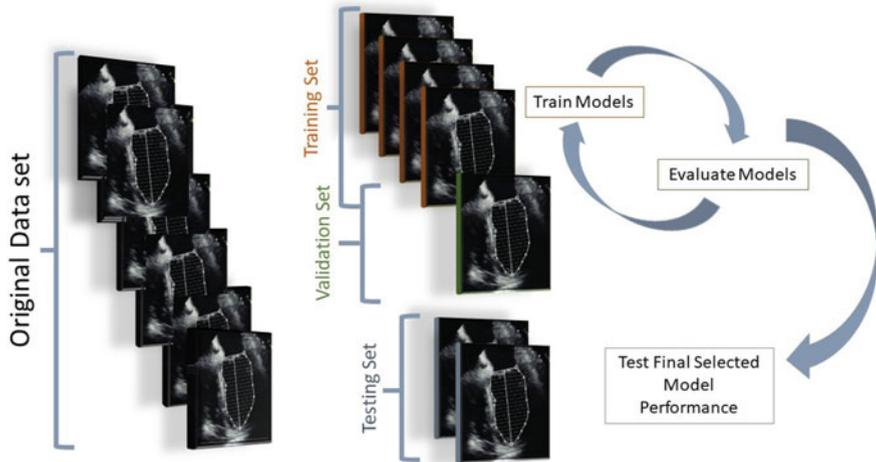 Original Data set
Training Set
Validation Set
Testing Set
Train Models
Evaluate Models
Test Final Selected
Model
Performance